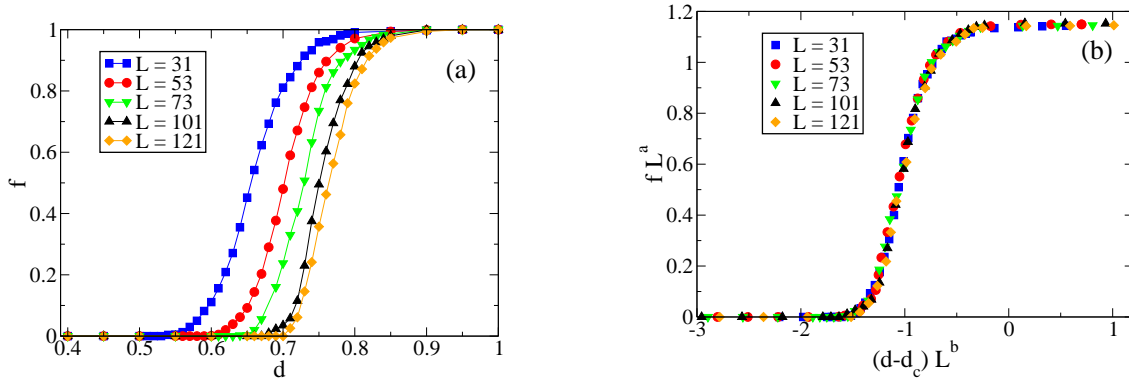 1
0.8
0.6
0.4
0.2
0
f
(a)
L = 31
L = 53
L = 73
L = 101
L = 121
0.4 0.5 0.6 0.7 0.8 0.9 1
d
1.2
1
0.8
0.6
0.4
0.2
0
f L^a
(b)
L = 31
L = 53
L = 73
L = 101
L = 121
-3 -2 -1 0 1
(d-d_c) L^b